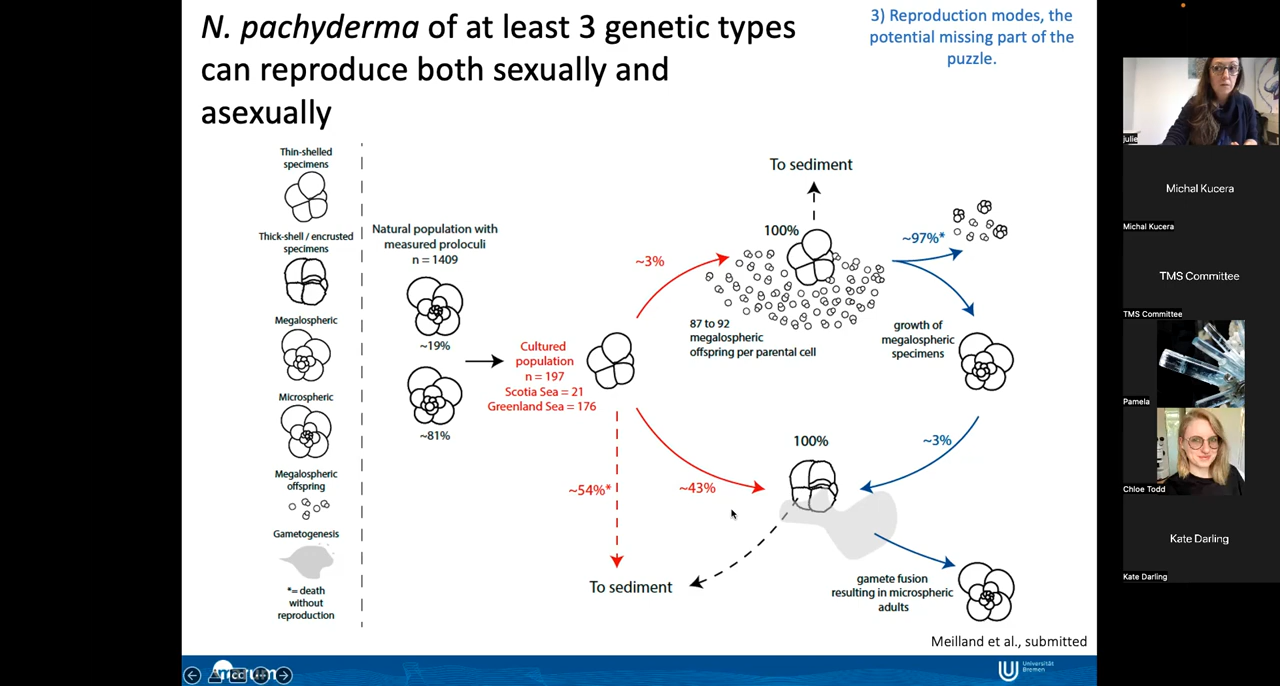 N. pachyderma of at least 3 genetic types
can reproduce both sexually and
asexually
3) Reproduction modes, the
potential missing part of the
puzzle.
Thin-shelled
specimens
Thick-shell / encrusted
specimens
Megalospheric
Microspheric
Megalospheric
offspring
Gametogenesis
*= death
without
reproduction
Natural population with
measured proloculi
n = 1409
~19%
~81%
Cultured
population
n = 197
Scotia Sea = 21
Greenland Sea = 176
~3%
~54%*
~43%
To sediment
To sediment
100%
87 to 92
megalospheric
offspring per parental cell
~97%*
growth of
megalospheric
specimens
~3%
100%
gamete fusion
resulting in microspheric
adults
Meilland et al., submitted
Universität
Bremen
julie
Michal Kucera
Michal Kucera
TMS Committee
TMS Committee
Pamela
Chloe Todd
Kate Darling
Kate Darling